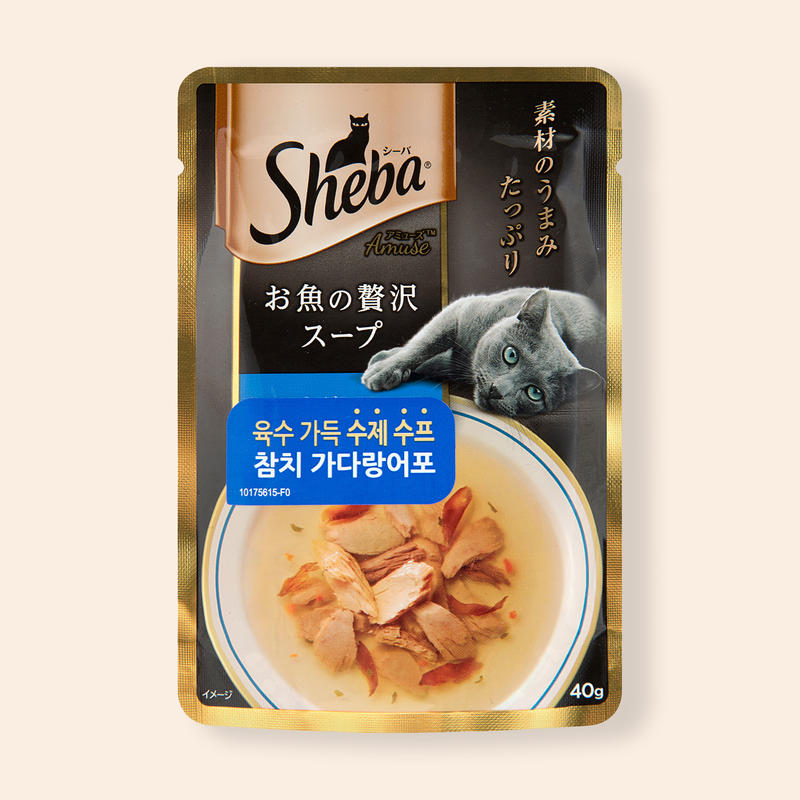 シーバ
Sheba®
アミューズ™
Amuse
素材のうまみ
たっぷり
お魚の贅沢
スープ
육수 가득 수제 수프
참치 가다랑어포
10175615-F0
イメージ
40g